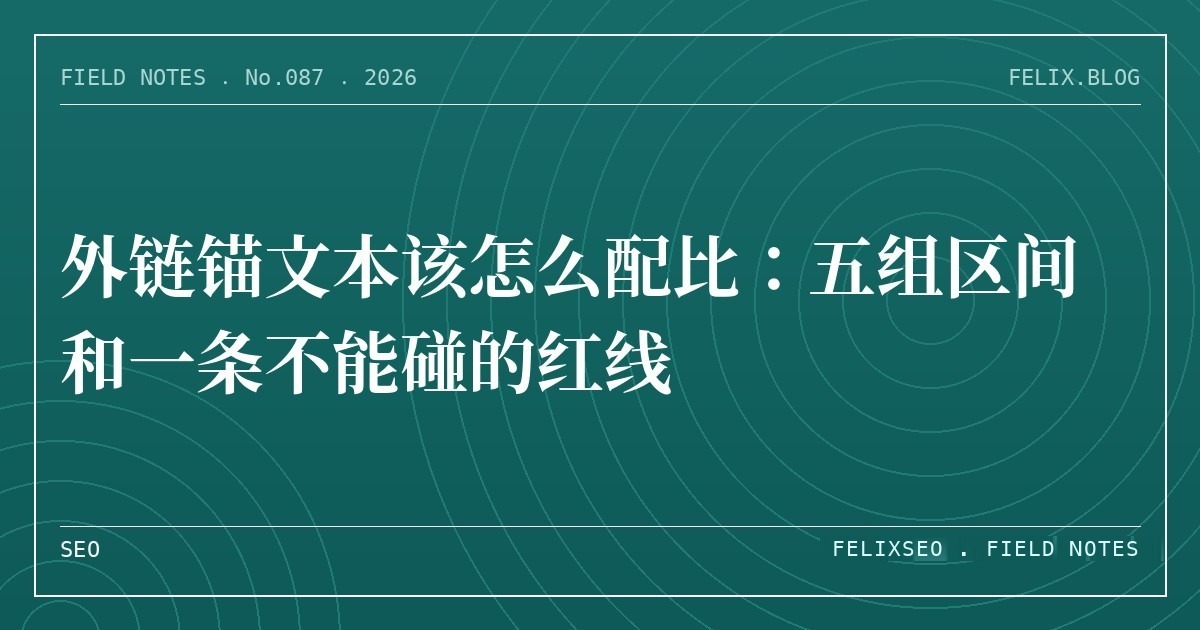 FIELD NOTES . No.087 . 2026
FELIX.BLOG
外链锚文本该怎么配比：五组区间
和一条不能碰的红线
SEO
FELIXSEO . FIELD NOTES